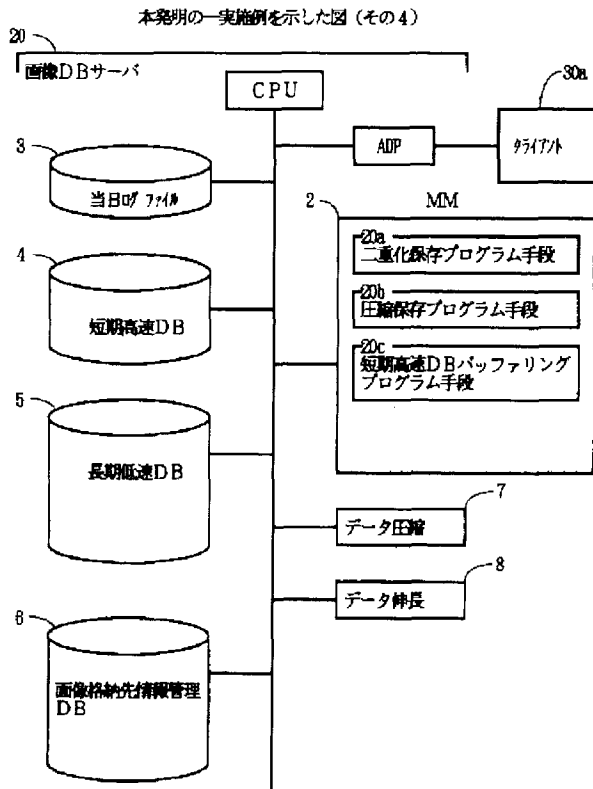 本発明の一実施例を示した図(その4)
20
画像DBサーバ
CPU
30a
ADP
クライアント
3
当日ログ ファイル
2
MM
20a
二重化保存プログラム手段
4
短期高速DB
20b
圧縮保存プログラム手段
20c
短期高速DBバッファリング
プログラム手段
5
長期低速DB
7
データ圧縮
8
データ伸長
6
画像格納先情報管理
DB